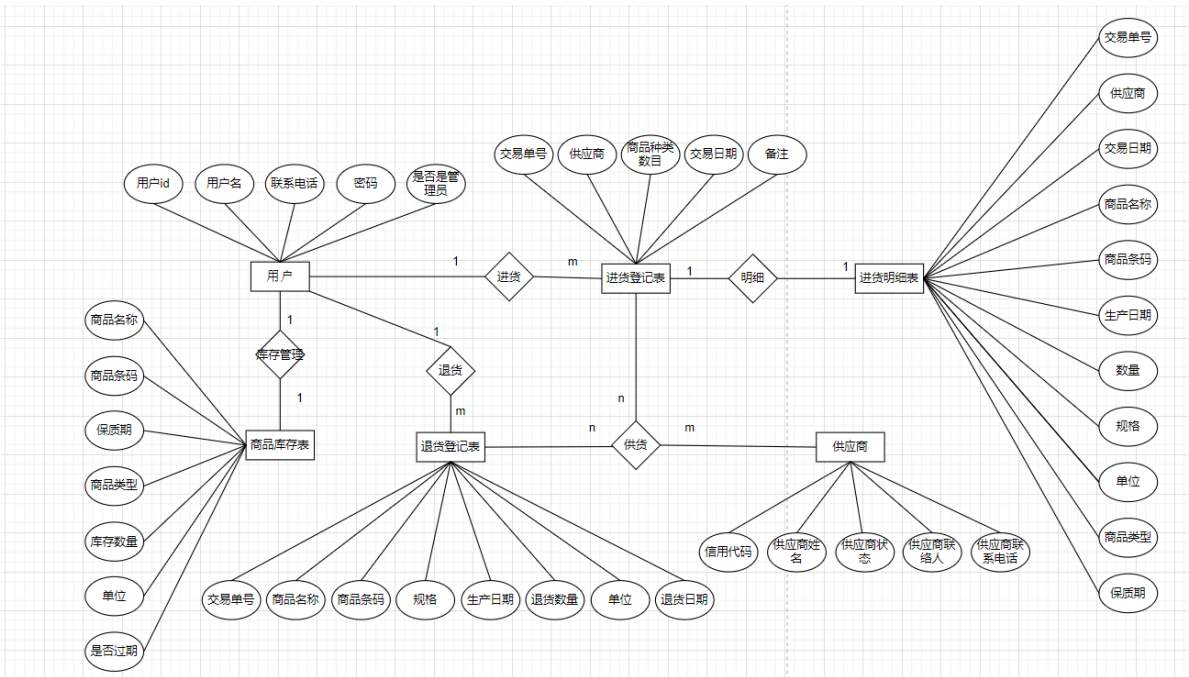 交易单号
供应商
交易日期
商品名称
商品条码
生产日期
数量
规格
单位
商品类型
保质期
交易单号
供应商
商品种类
数目
交易日期
备注
用户id
用户名
联系电话
密码
是否是管
理员
用户
1
进货
m
进货登记表
1
明细
1
进货明细表
1
库存管理
1
1
退货
m
商品名称
商品条码
保质期
商品类型
库存数量
单位
是否过期
商品库存表
退货登记表
n
n
供货
m
供应商
信用代码
供应商姓
名
供应商状
态
供应商联
络人
供应商联
系电话
交易单号
商品名称
商品条码
规格
生产日期
退货数量
单位
退货日期